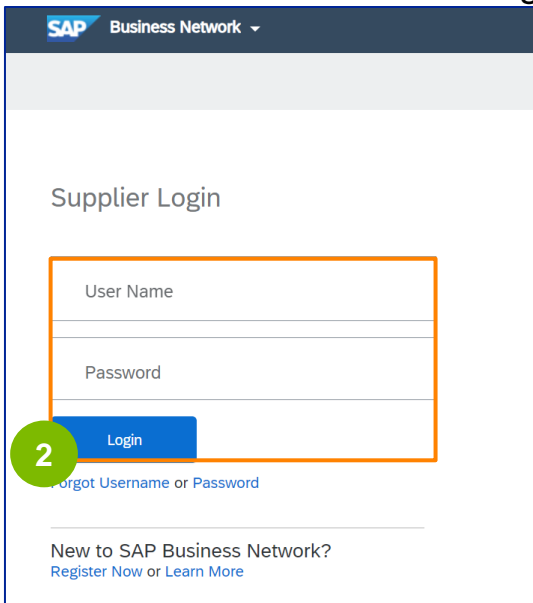 SAP Business Network
Supplier Login
User Name
Password
Login
2
Forgot Username or Password
New to SAP Business Network?
Register Now or Learn More